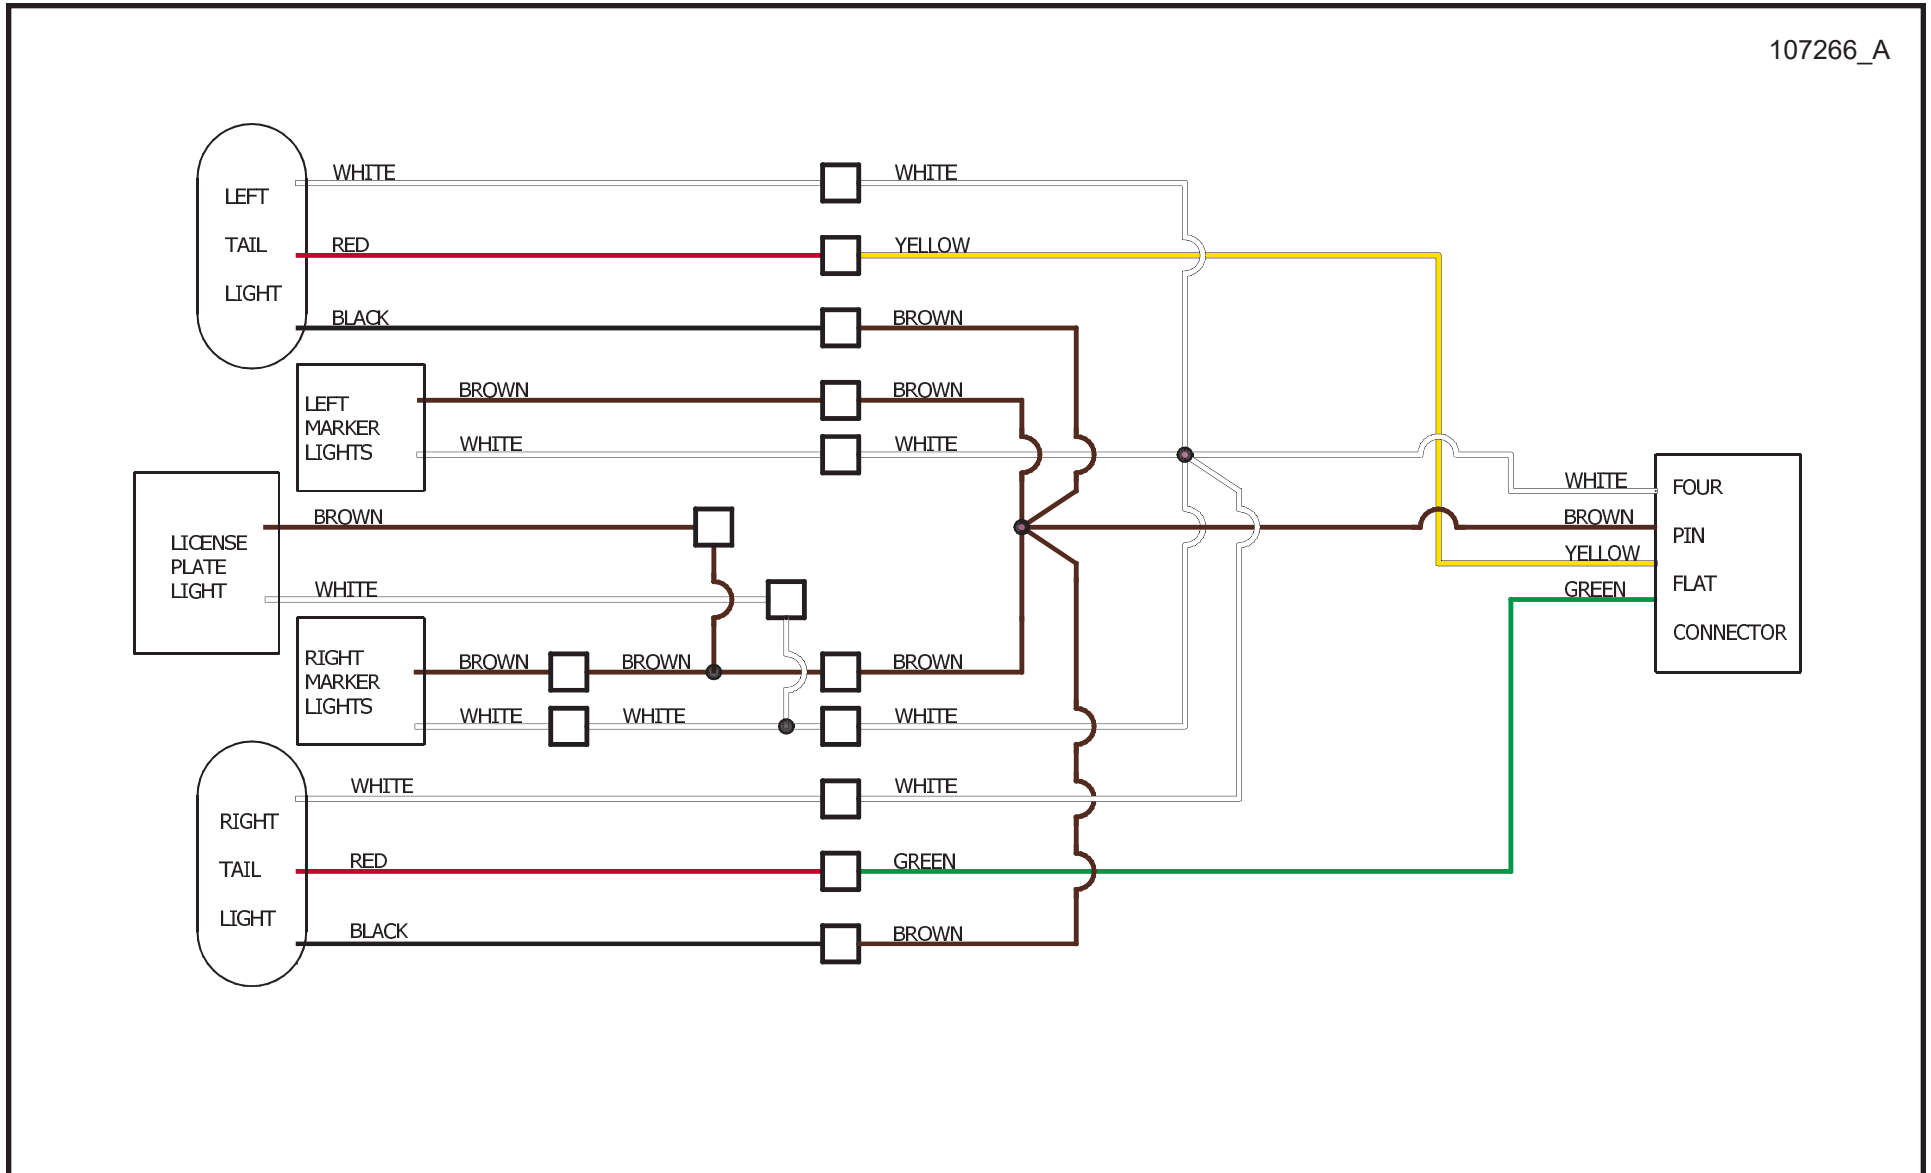 107266_A
WHITE
WHITE
LEFT
TAIL
LIGHT
RED
YELLOW
BLACK
BROWN
BROWN
BROWN
LEFT
MARKER
LIGHTS
WHITE
WHITE
BROWN
LICENSE
PLATE
LIGHT
WHITE
WHITE
BROWN
YELLOW
GREEN
FOUR
PIN
FLAT
CONNECTOR
RIGHT
MARKER
LIGHTS
BROWN
BROWN
BROWN
WHITE
WHITE
WHITE
WHITE
WHITE
RIGHT
TAIL
LIGHT
RED
GREEN
BLACK
BROWN